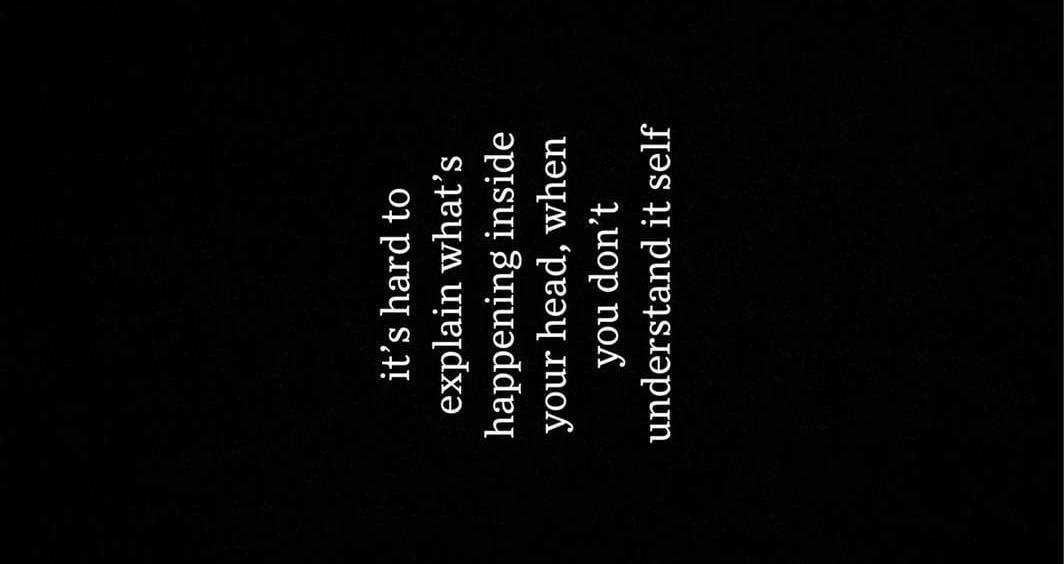 it’s hard to
explain what’s
happening inside
your head, when
you don’t
understand it self